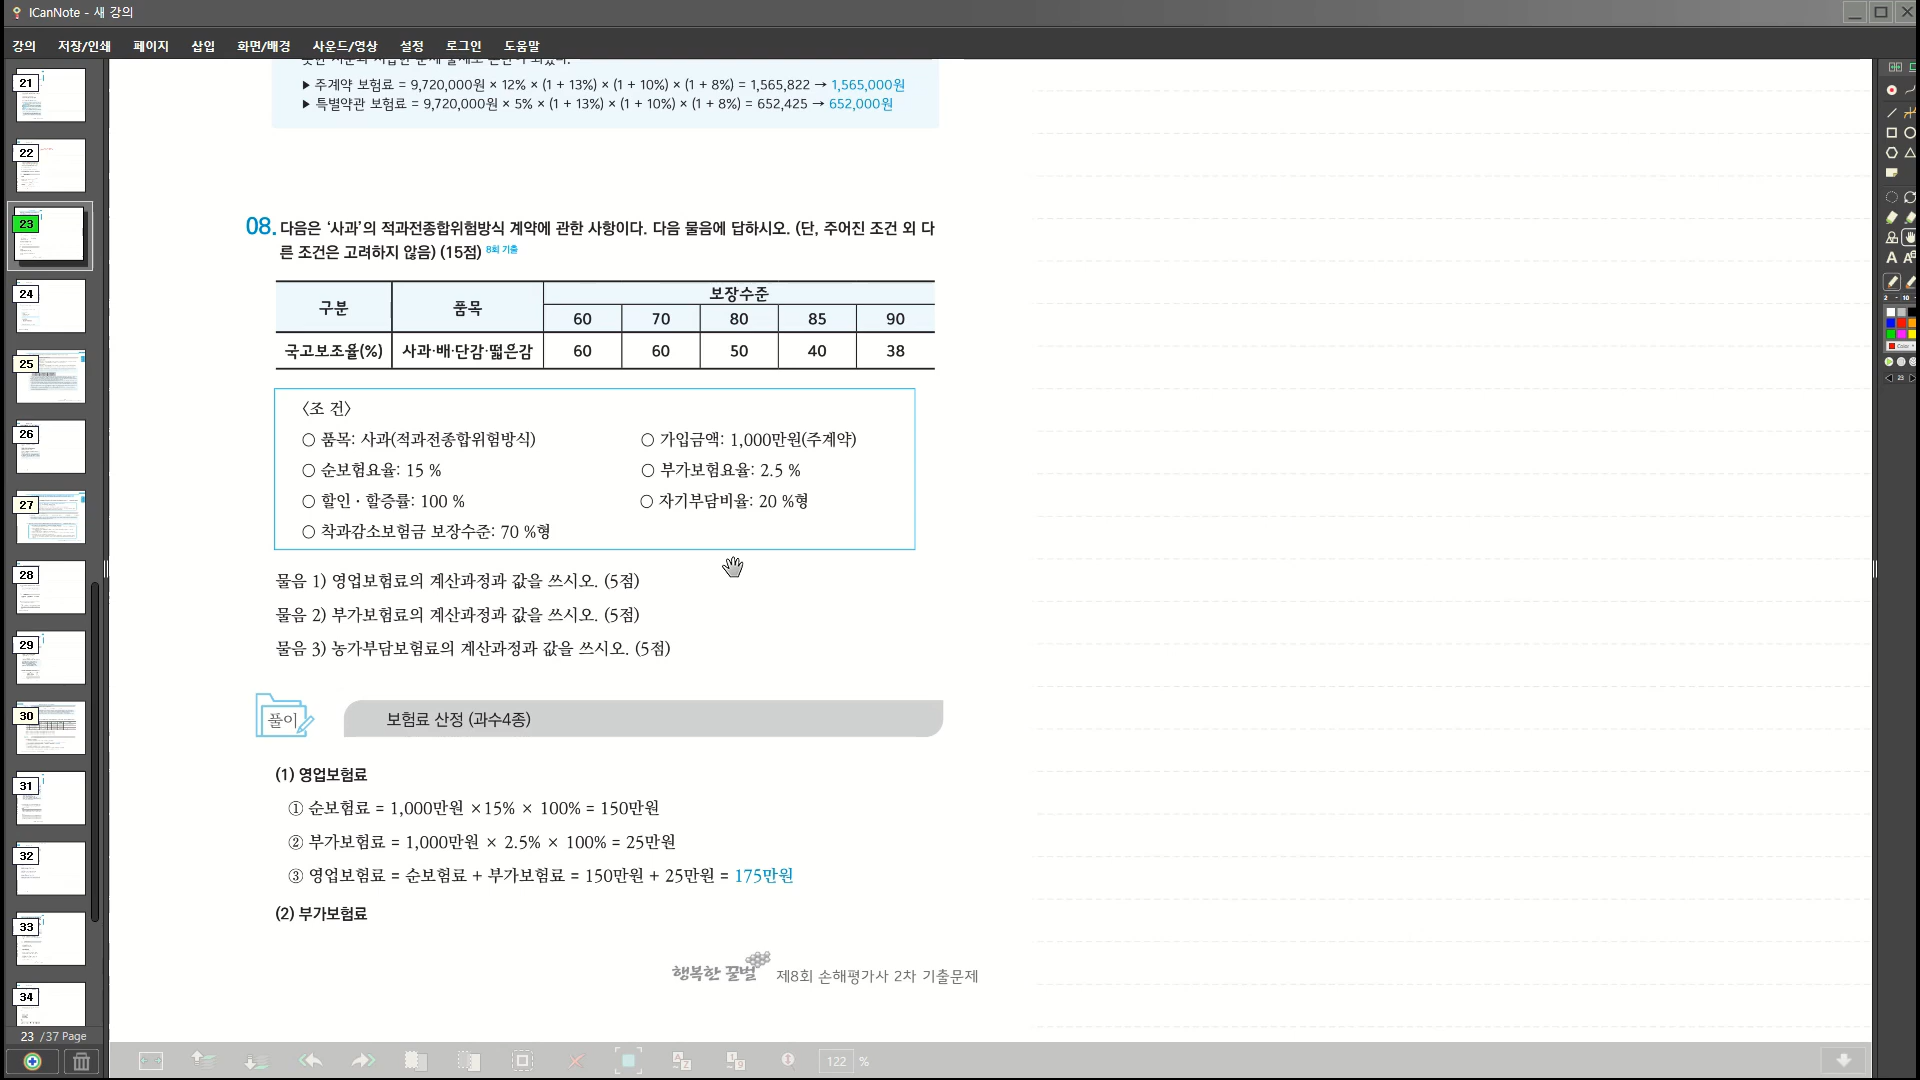 ICanNote - 새 강의
강의 저장/인쇄 페이지 삽입 화면/배경 사운드/영상 설정 로그인 도움말
▶ 주계약 보험료 = 9,720,000원 × 12% × (1 + 13%) × (1 + 10%) × (1 + 8%) = 1,565,822 → 1,565,000원
▶ 특별약관 보험료 = 9,720,000원 × 5% × (1 + 13%) × (1 + 10%) × (1 + 8%) = 652,425 → 652,000원
08. 다음은 ‘사과’의 적과전종합위험방식 계약에 관한 사항이다. 다음 물음에 답하시오. (단, 주어진 조건 외 다
른 조건은 고려하지 않음) (15점) 8회 기출
구분 품목 보장수준
60 70 80 85 90
국고보조율(%) 사과·배·단감·떫은감 60 60 50 40 38
〈조 건〉
○ 품목: 사과(적과전종합위험방식) ○ 가입금액: 1,000만원(주계약)
○ 순보험요율: 15 % ○ 부가보험요율: 2.5 %
○ 할인 · 할증률: 100 % ○ 자기부담비율: 20 %형
○ 착과감소보험금 보장수준: 70 %형
물음 1) 영업보험료의 계산과정과 값을 쓰시오. (5점)
물음 2) 부가보험료의 계산과정과 값을 쓰시오. (5점)
물음 3) 농가부담보험료의 계산과정과 값을 쓰시오. (5점)
풀이 보험료 산정 (과수4종)
(1) 영업보험료
① 순보험료 = 1,000만원 ×15% × 100% = 150만원
② 부가보험료 = 1,000만원 × 2.5% × 100% = 25만원
③ 영업보험료 = 순보험료 + 부가보험료 = 150만원 + 25만원 = 175만원
(2) 부가보험료
행복한 꿀벌 제8회 손해평가사 2차 기출문제
21
22
23
24
25
26
27
28
29
30
31
32
33
34
23 /37 Page
122 %